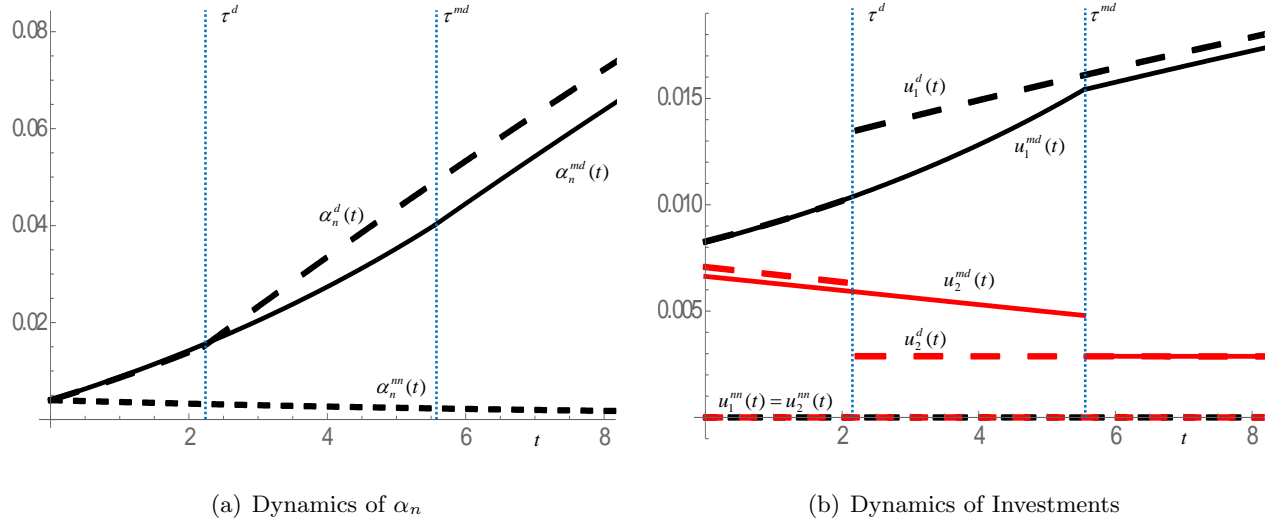 τ^d
τ^{md}
0.08
0.06
0.04
0.02
α_n^d(t)
α_n^{md}(t)
α_n^{nn}(t)
2
4
6
t
8
(a) Dynamics of α_n
τ^d
τ^{md}
0.015
0.010
0.005
u_1^d(t)
u_1^{md}(t)
u_2^{md}(t)
u_2^d(t)
u_1^{nn}(t) = u_2^{nn}(t)
0
2
4
6
t
8
(b) Dynamics of Investments